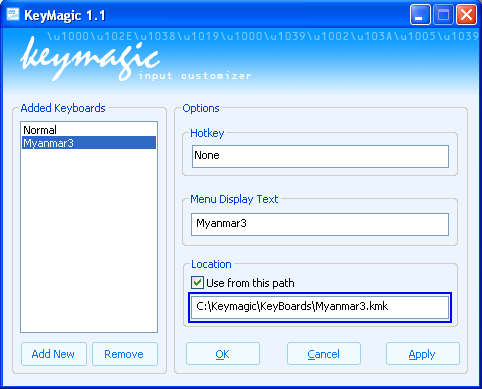 KeyMagic 1.1
\u1000\u102E\u1038\u1019\u1000\u1039\u1002\u103A\u1005\u1039
keymagic
input customizer
Added Keyboards
Normal
Myanmar3
Add New
Remove
Options
Hotkey
None
Menu Display Text
Myanmar3
Location
Use from this path
C:\Keymagic\KeyBoards\Myanmar3.kmk
OK
Cancel
Apply